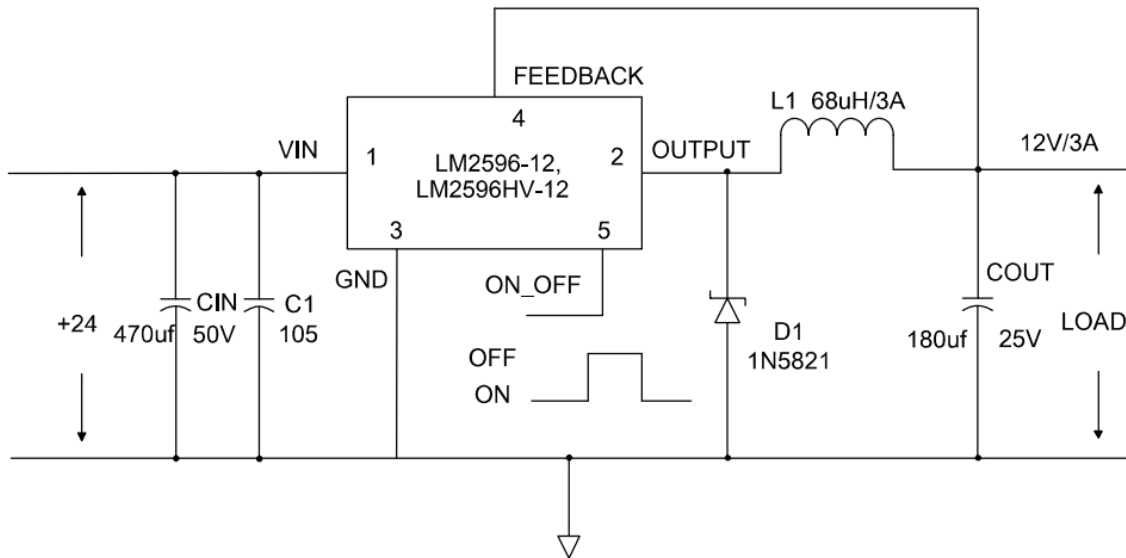 FEEDBACK
L1 68uH/3A
4
VIN
1
LM2596-12,
LM2596HV-12
2
OUTPUT
12V/3A
3
5
GND
ON_OFF
COUT
+24
CIN
470uf 50V
C1
105
D1
1N5821
180uf 25V
LOAD
OFF
ON